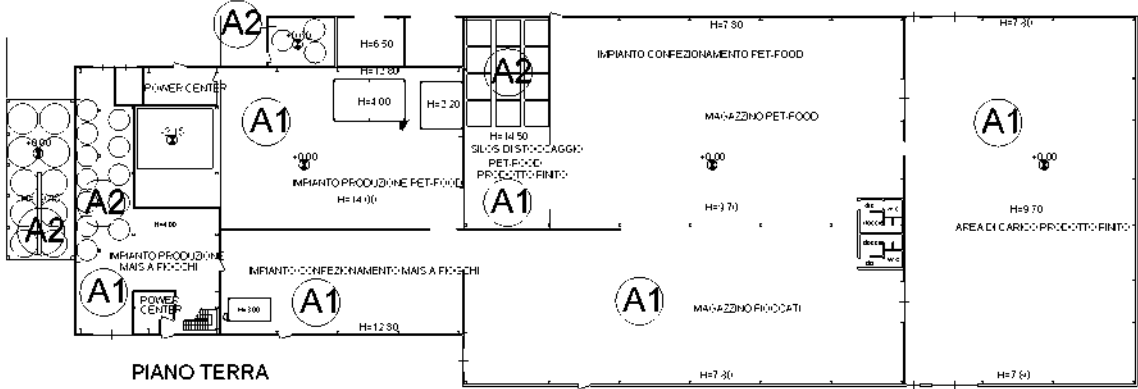 A2
+0.00
H=6.50
H=7.80
H=7.80
IMPIANTO CONFEZIONAMENTO PET-FOOD
A2
H=12.80
POWER CENTER
H=4.00
H=2.20
A1
MAGAZZINO PET-FOOD
A1
H=14.50
SILOS DI STOCCAGGIO
PET-FOOD
PRODOTTO FINITO
+0.00
+0.00
+0.00
+0.00
IMPIANTO PRODUZIONE PET-FOOD
H=14.00
A2
A2
A1
H=9.70
H=9.70
doccia
wc
doccia
wc
H=4.00
AREA DI CARICO PRODOTTO FINITO
IMPIANTO PRODUZIONE
MAIS A FIOCCHI
IMPIANTO CONFEZIONAMENTO MAIS A FIOCCHI
A1
A1
A1
POWER
CENTER
H=3.00
MAGAZZINO FIOCCATI
H=12.80
H=7.80
H=7.80
PIANO TERRA